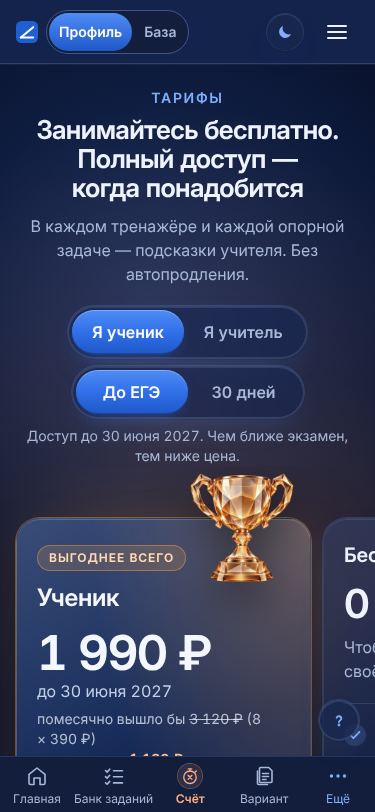 Профиль База
ТАРИФЫ
Занимайтесь бесплатно.
Полный доступ —
когда понадобится
В каждом тренажёре и каждой опорной
задаче — подсказки учителя. Без
автопродления.
Я ученик Я учитель
До ЕГЭ 30 дней
Доступ до 30 июня 2027. Чем ближе экзамен,
тем ниже цена.
ВЫГОДНЕЕ ВСЕГО
Ученик
1 990 ₽
до 30 июня 2027
помесячно вышло бы 3 120 ₽ (8
× 390 ₽)
0
?
Главная Банк заданий Счёт Вариант Ещё